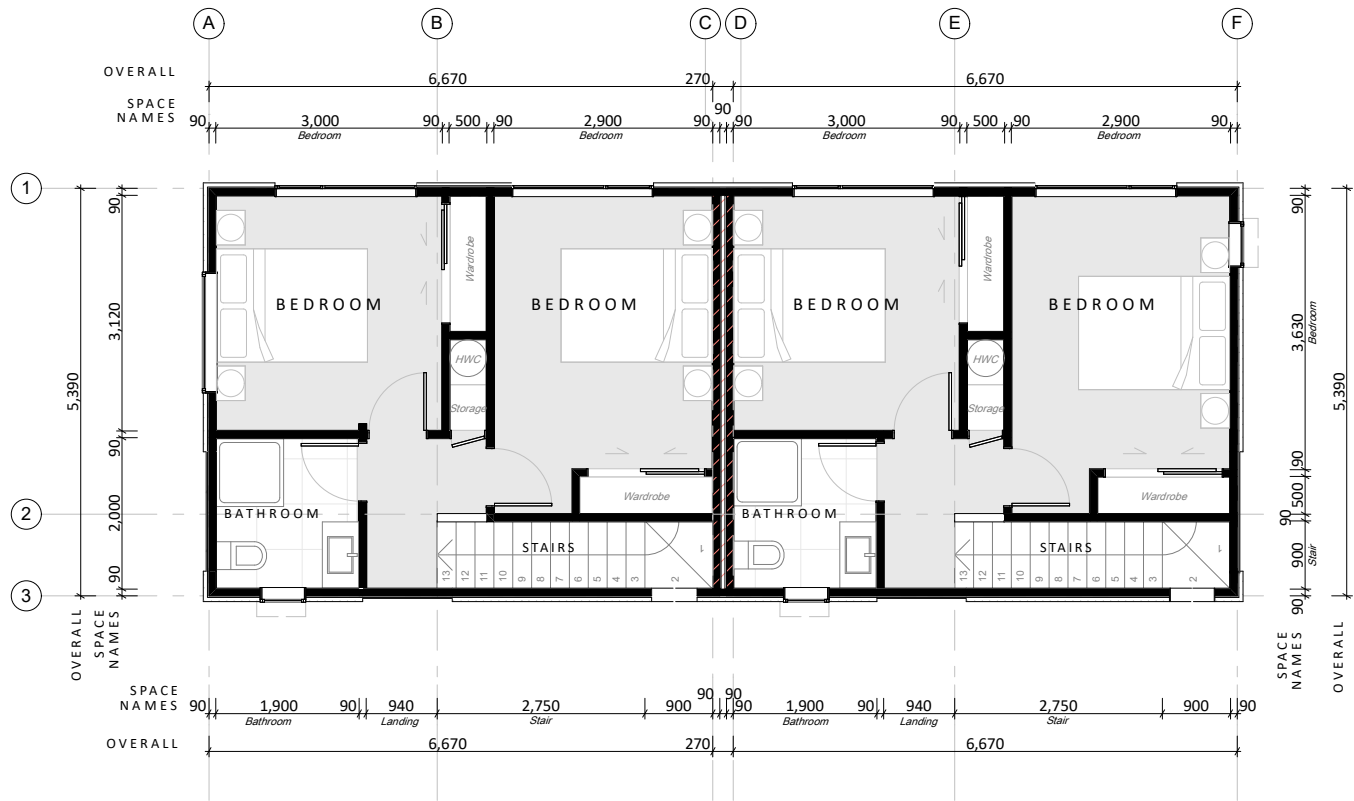 A B C D E F
OVERALL 6,670 270 6,670
SPACE 90
NAMES 90 3,000 90 500 90 2,900 90 90 3,000 90 500 90 2,900 90
Bedroom Bedroom Bedroom Bedroom
1
90 90
Wardrobe Wardrobe
BEDROOM BEDROOM BEDROOM BEDROOM
3,120 3,630 Bedroom
HWC HWC
5,390 5,390
Storage Storage
90 90
Wardrobe Wardrobe
500
2
BATHROOM BATHROOM
2,000 90
STAIRS STAIRS
900 Stair
13 12 11 10 9 8 7 6 5 4 3 2 1
13 12 11 10 9 8 7 6 5 4 3 2 1
90 90
3
OVERALL
SPACE
NAMES
SPACE
NAMES
OVERALL
SPACE 90 90
NAMES 90 1,900 90 940 2,750 900 90 1,900 90 940 2,750 900 90
Bathroom Landing Stair Bathroom Landing Stair
OVERALL 6,670 270 6,670